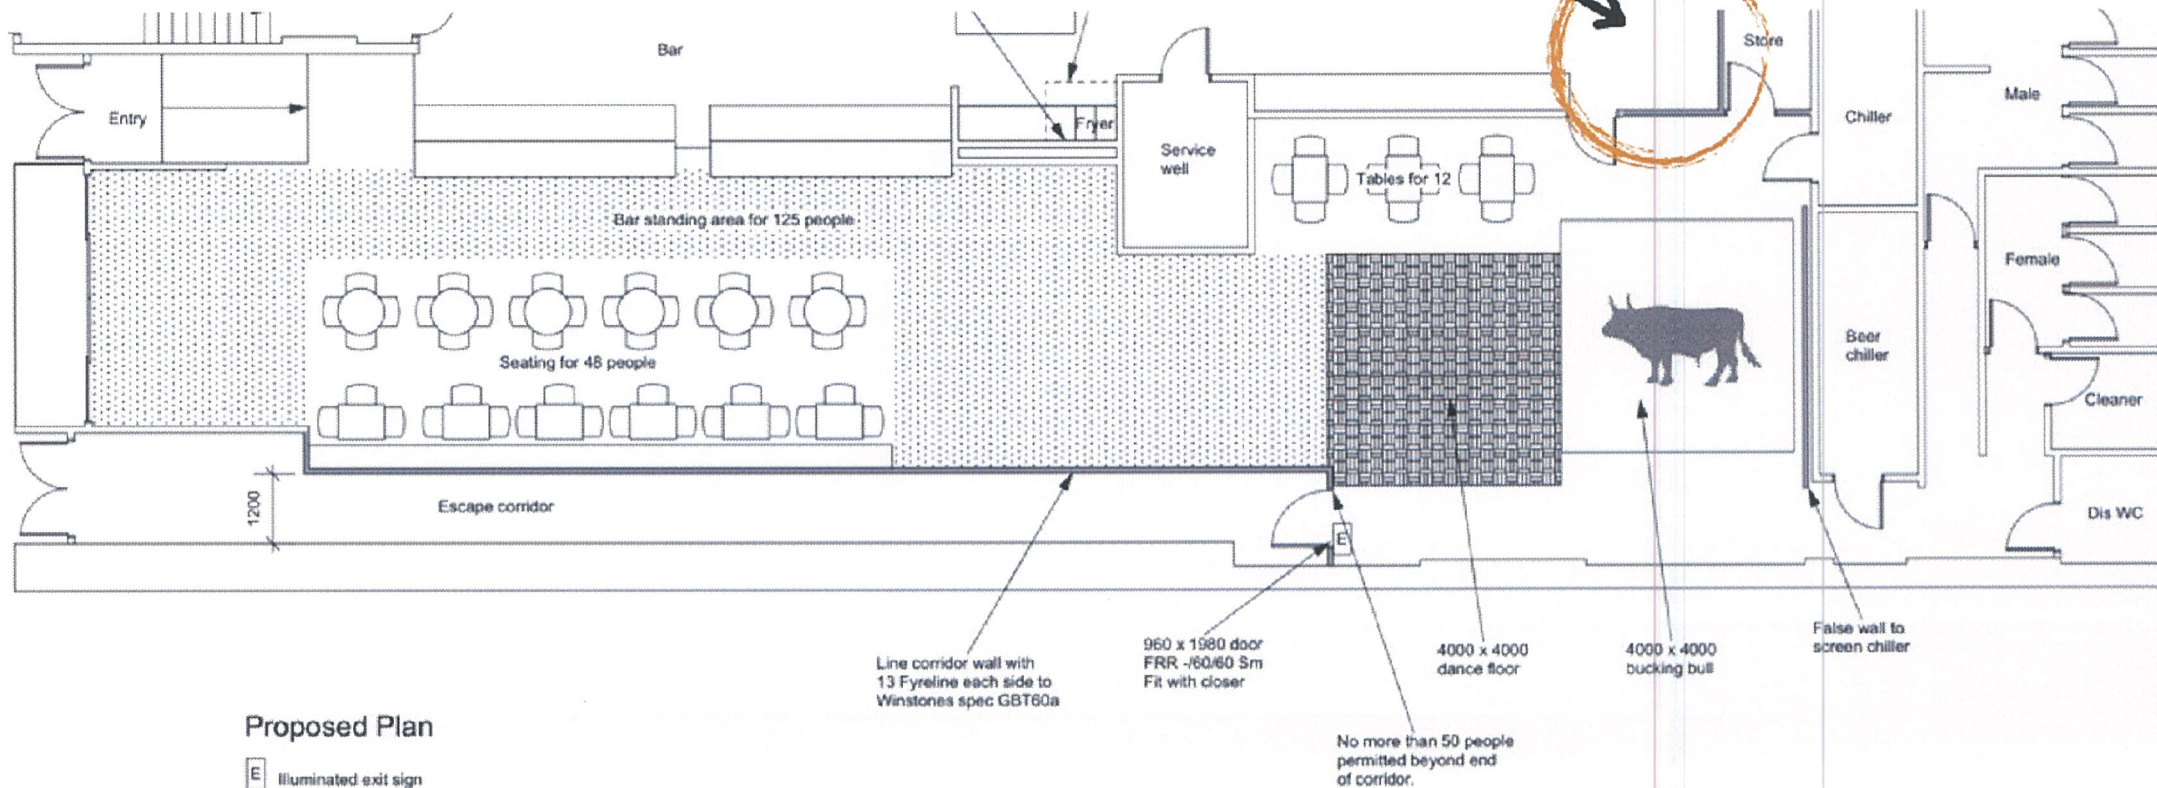 Bar
Store
Entry
Fryer
Chiller
Male
Service
well
Tables for 12
Bar standing area for 125 people
Female
Seating for 48 people
Beer
chiller
Cleaner
1200
Escape corridor
E
Dis WC
Line corridor wall with
13 Fyreline each side to
Winstones spec GBT60a
960 x 1980 door
FRR -/60/60 Sm
Fit with closer
4000 x 4000
dance floor
4000 x 4000
bucking bull
False wall to
screen chiller
No more than 50 people
permitted beyond end
of corridor.
Proposed Plan
E Illuminated exit sign